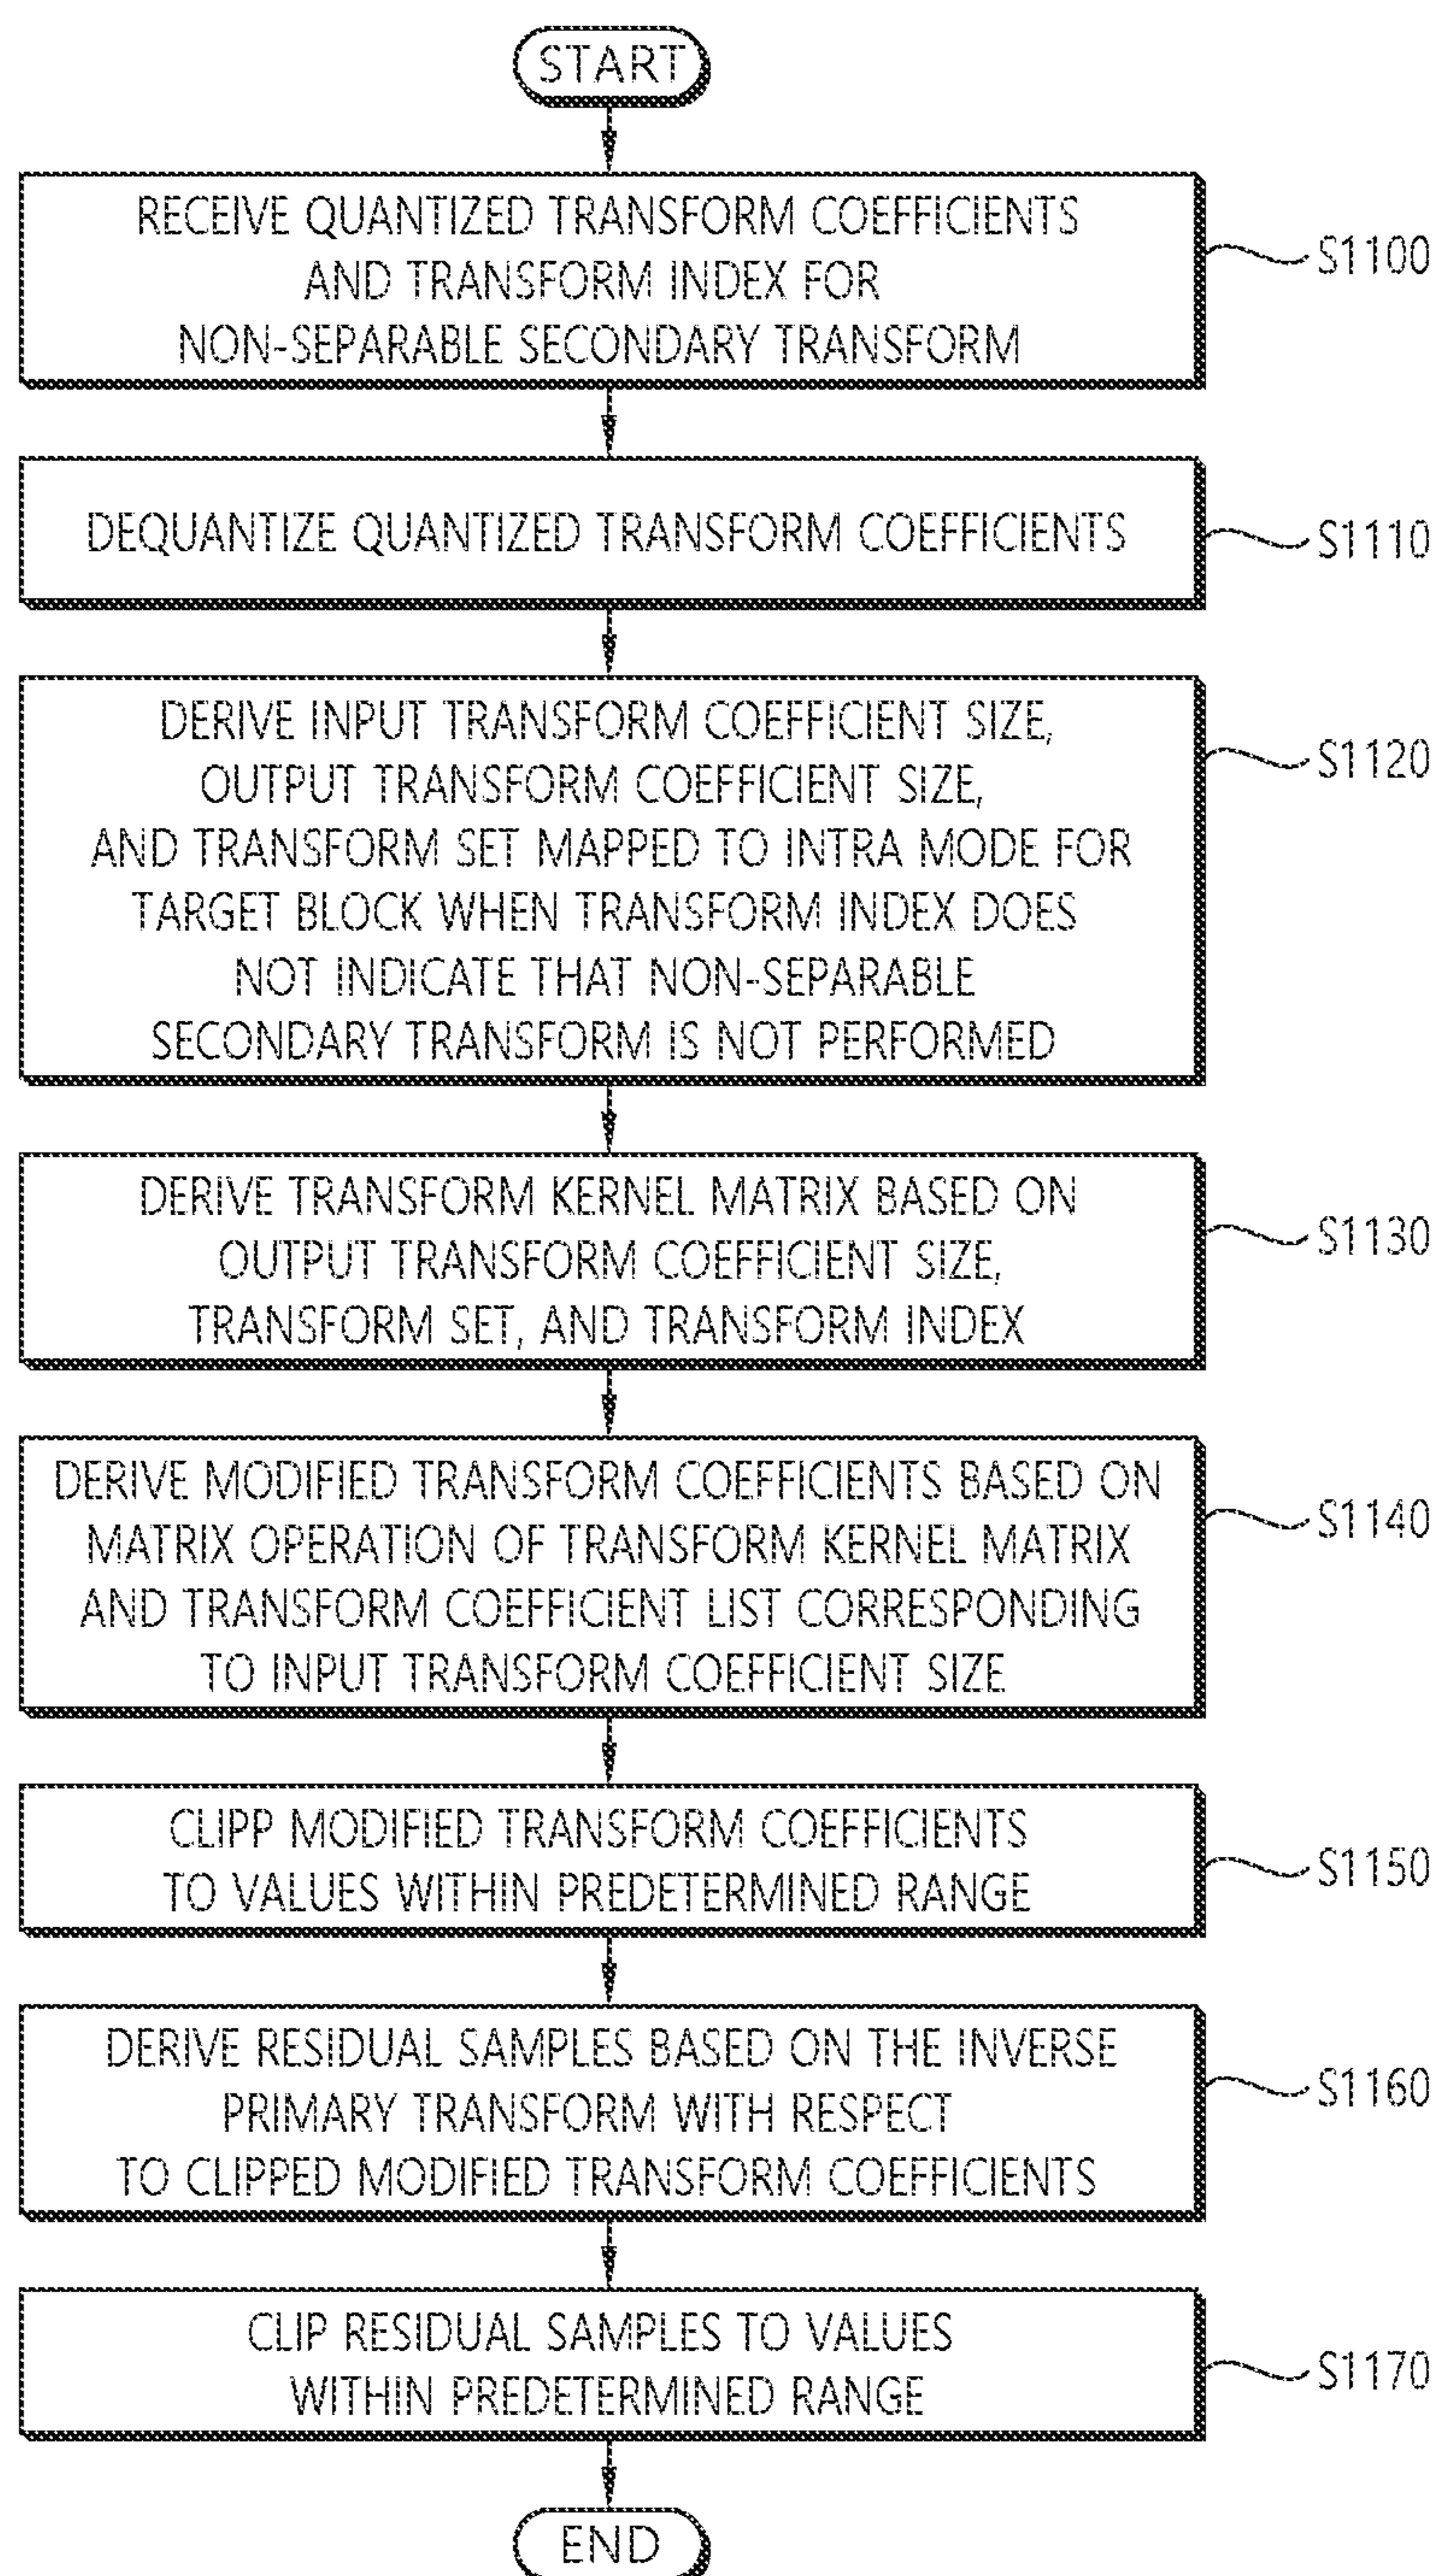 START
RECEIVE QUANTIZED TRANSFORM COEFFICIENTS
AND TRANSFORM INDEX FOR
NON-SEPARABLE SECONDARY TRANSFORM
S1100
DEQUANTIZE QUANTIZED TRANSFORM COEFFICIENTS
S1110
DERIVE INPUT TRANSFORM COEFFICIENT SIZE,
OUTPUT TRANSFORM COEFFICIENT SIZE,
AND TRANSFORM SET MAPPED TO INTRA MODE FOR
TARGET BLOCK WHEN TRANSFORM INDEX DOES
NOT INDICATE THAT NON-SEPARABLE
SECONDARY TRANSFORM IS NOT PERFORMED
S1120
DERIVE TRANSFORM KERNEL MATRIX BASED ON
OUTPUT TRANSFORM COEFFICIENT SIZE,
TRANSFORM SET, AND TRANSFORM INDEX
S1130
DERIVE MODIFIED TRANSFORM COEFFICIENTS BASED ON
MATRIX OPERATION OF TRANSFORM KERNEL MATRIX
AND TRANSFORM COEFFICIENT LIST CORRESPONDING
TO INPUT TRANSFORM COEFFICIENT SIZE
S1140
CLIPP MODIFIED TRANSFORM COEFFICIENTS
TO VALUES WITHIN PREDETERMINED RANGE
S1150
DERIVE RESIDUAL SAMPLES BASED ON THE INVERSE
PRIMARY TRANSFORM WITH RESPECT
TO CLIPPED MODIFIED TRANSFORM COEFFICIENTS
S1160
CLIP RESIDUAL SAMPLES TO VALUES
WITHIN PREDETERMINED RANGE
S1170
END